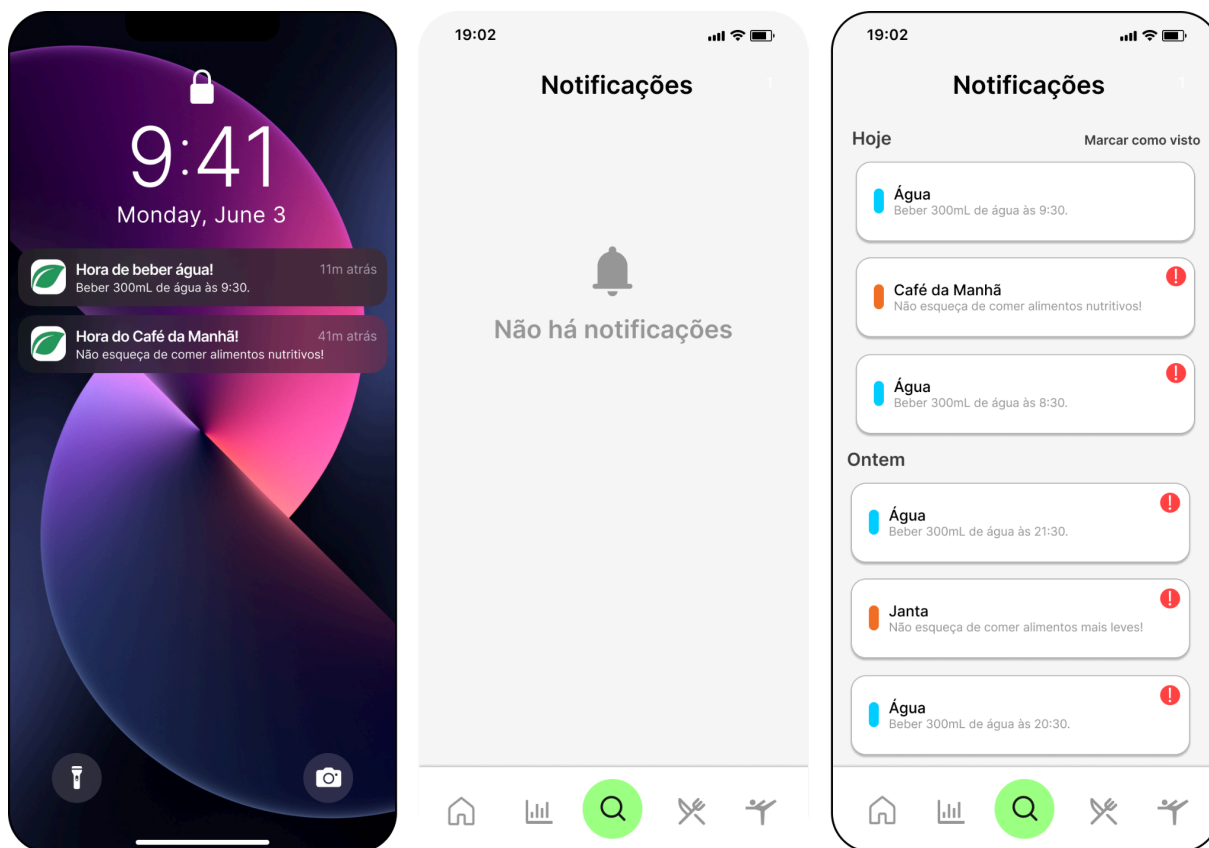 9:41
Monday, June 3
Hora de beber água! 11m atrás
Beber 300mL de água às 9:30.
Hora do Café da Manhã! 41m atrás
Não esqueça de comer alimentos nutritivos!
19:02
Notificações 1
Não há notificações
19:02
Notificações 1
Hoje Marcar como visto
Água
Beber 300mL de água às 9:30.
Café da Manhã
Não esqueça de comer alimentos nutritivos!
Água
Beber 300mL de água às 8:30.
Ontem
Água
Beber 300mL de água às 21:30.
Janta
Não esqueça de comer alimentos mais leves!
Água
Beber 300mL de água às 20:30.